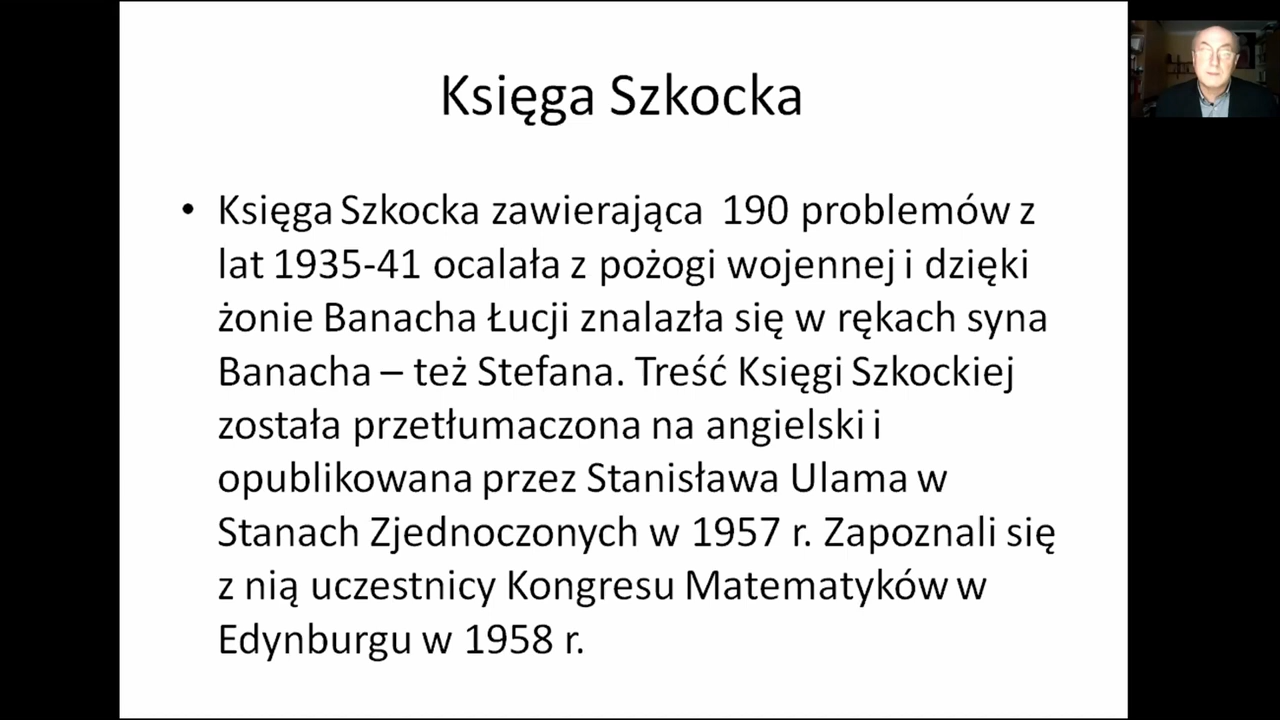 Księga Szkocka
• Księga Szkocka zawierająca 190 problemów z
lat 1935-41 ocalała z pożogi wojennej i dzięki
żonie Banacha Łucji znalazła się w rękach syna
Banacha – też Stefana. Treść Księgi Szkockiej
została przetłumaczona na angielski i
opublikowana przez Stanisława Ulama w
Stanach Zjednoczonych w 1957 r. Zapoznali się
z nią uczestnicy Kongresu Matematyków w
Edynburgu w 1958 r.